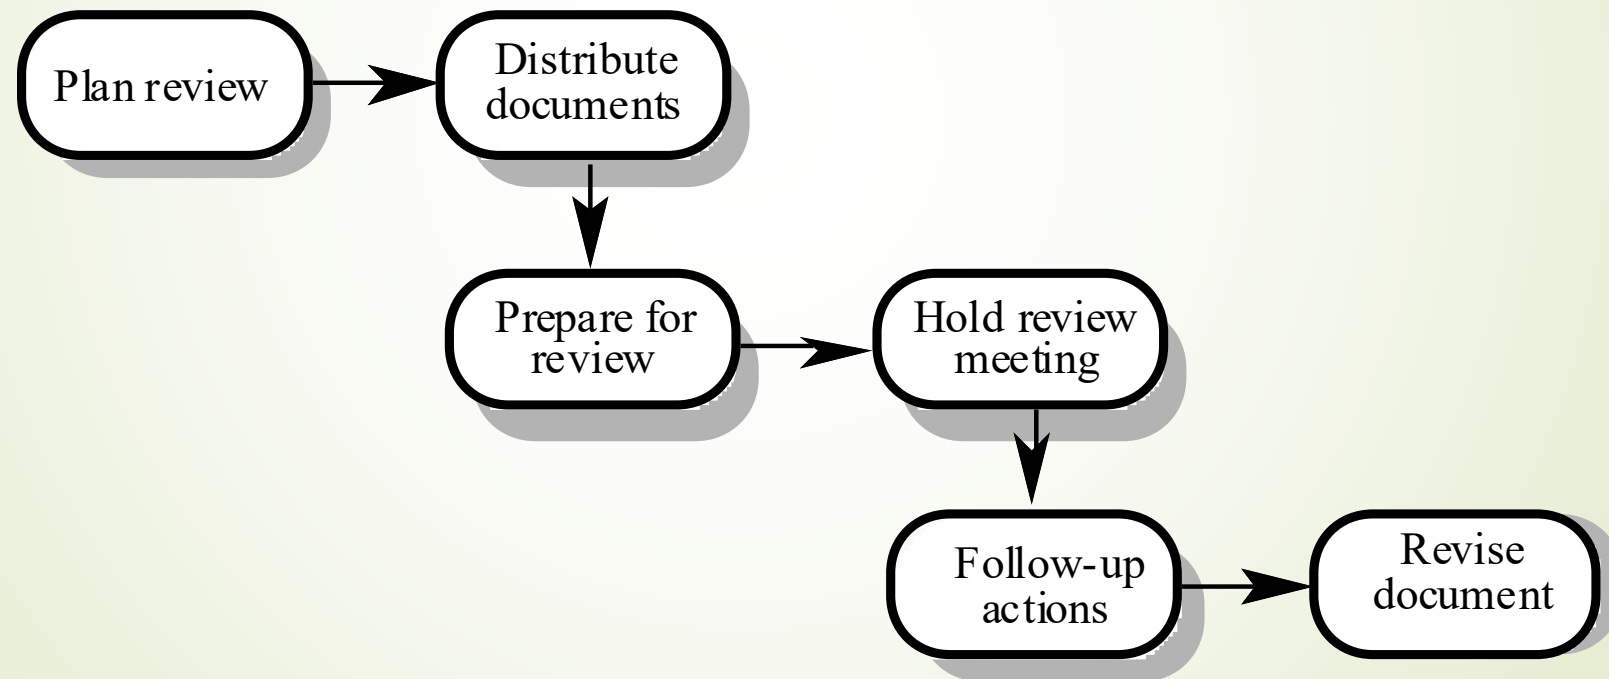 Plan review
Distribute
documents
Prepare for
review
Hold review
meeting
Follow-up
actions
Revise
document